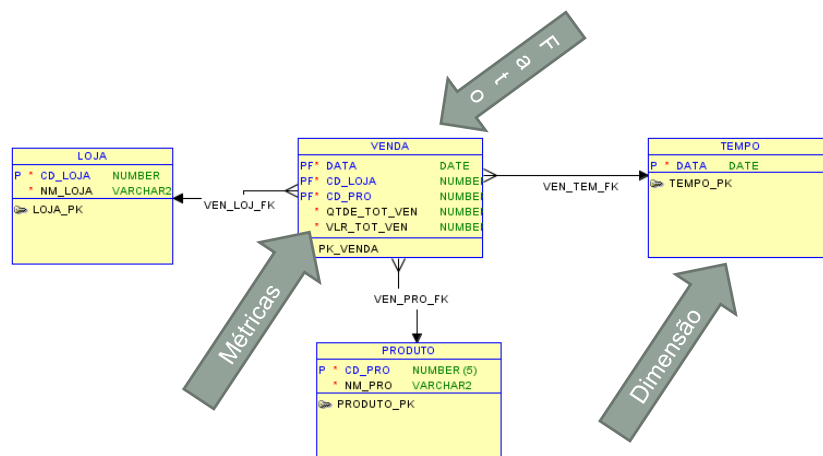 Fato
VENDA
PF* DATA DATE
PF* CD_LOJA NUMBE
PF* CD_PRO NUMBE
* QTDE_TOT_VEN NUMBE
* VLR_TOT_VEN NUMBE
PK_VENDA
LOJA
P * CD_LOJA NUMBER
* NM_LOJA VARCHAR2
LOJA_PK
VEN_LOJ_FK
TEMPO
P * DATA DATE
TEMPO_PK
VEN_TEM_FK
VEN_PRO_FK
Métricas
Dimensão
PRODUTO
P * CD_PRO NUMBER (5)
* NM_PRO VARCHAR2
PRODUTO_PK